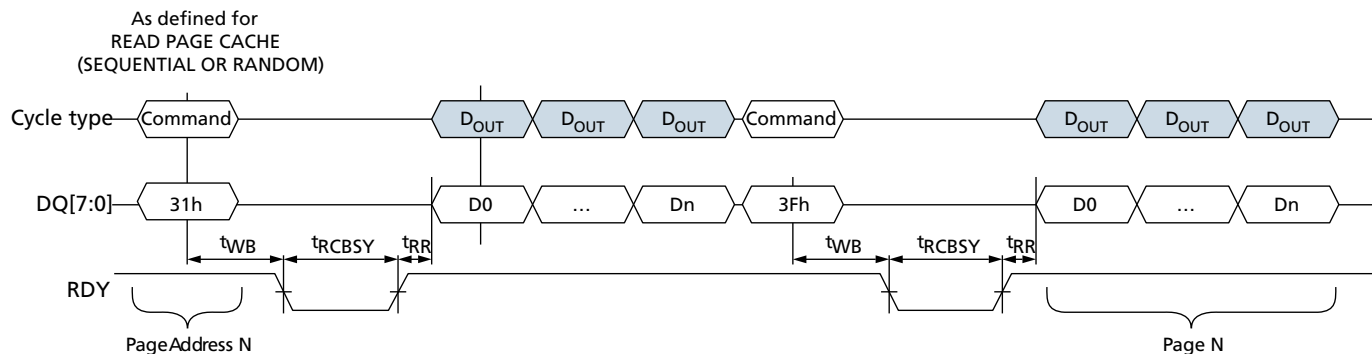 As defined for
READ PAGE CACHE
(SEQUENTIAL OR RANDOM)
Cycle type Command DOUT DOUT DOUT Command DOUT DOUT DOUT
DQ[7:0] 31h D0 … Dn 3Fh D0 … Dn
tWB tRCBSY tRR tWB tRCBSY tRR
RDY
Page Address N Page N